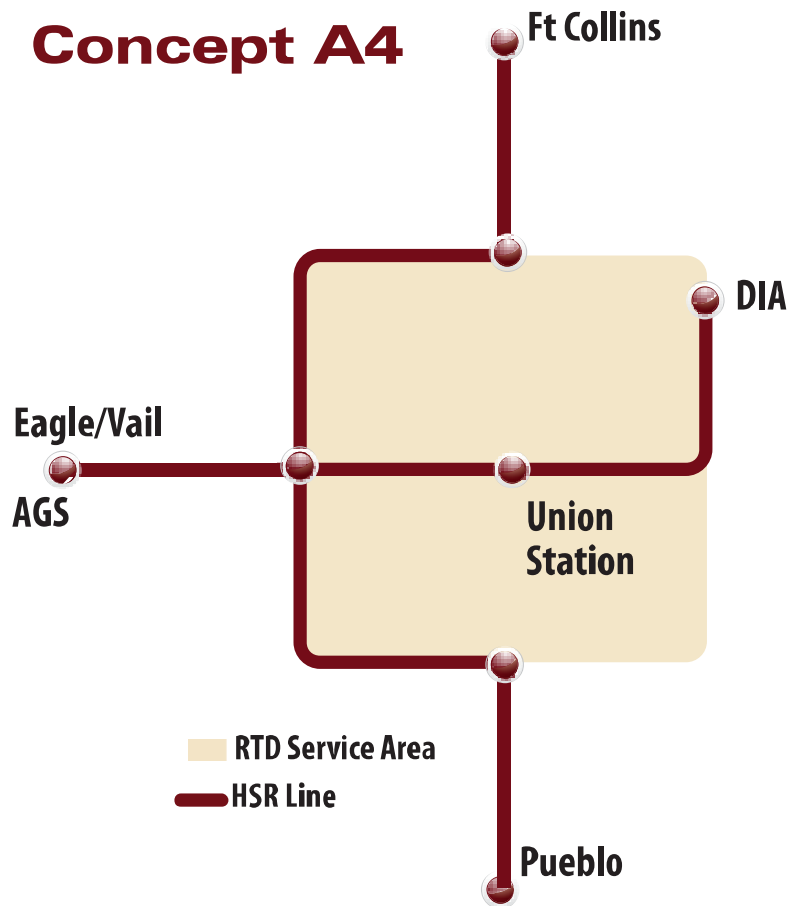 Concept A4
Ft Collins
DIA
Eagle/Vail
AGS
Union
Station
RTD Service Area
HSR Line
Pueblo